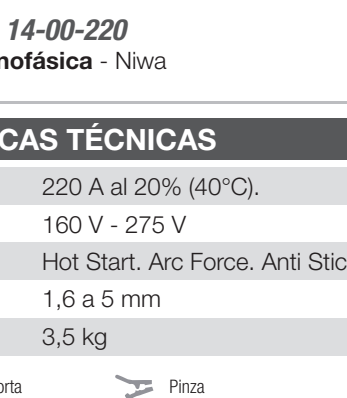 14-00-220
nofásica - Niwa
CAS TÉCNICAS
220 A al 20% (40°C).
160 V - 275 V
Hot Start. Arc Force. Anti Stic
1,6 a 5 mm
3,5 kg
orta Pinza